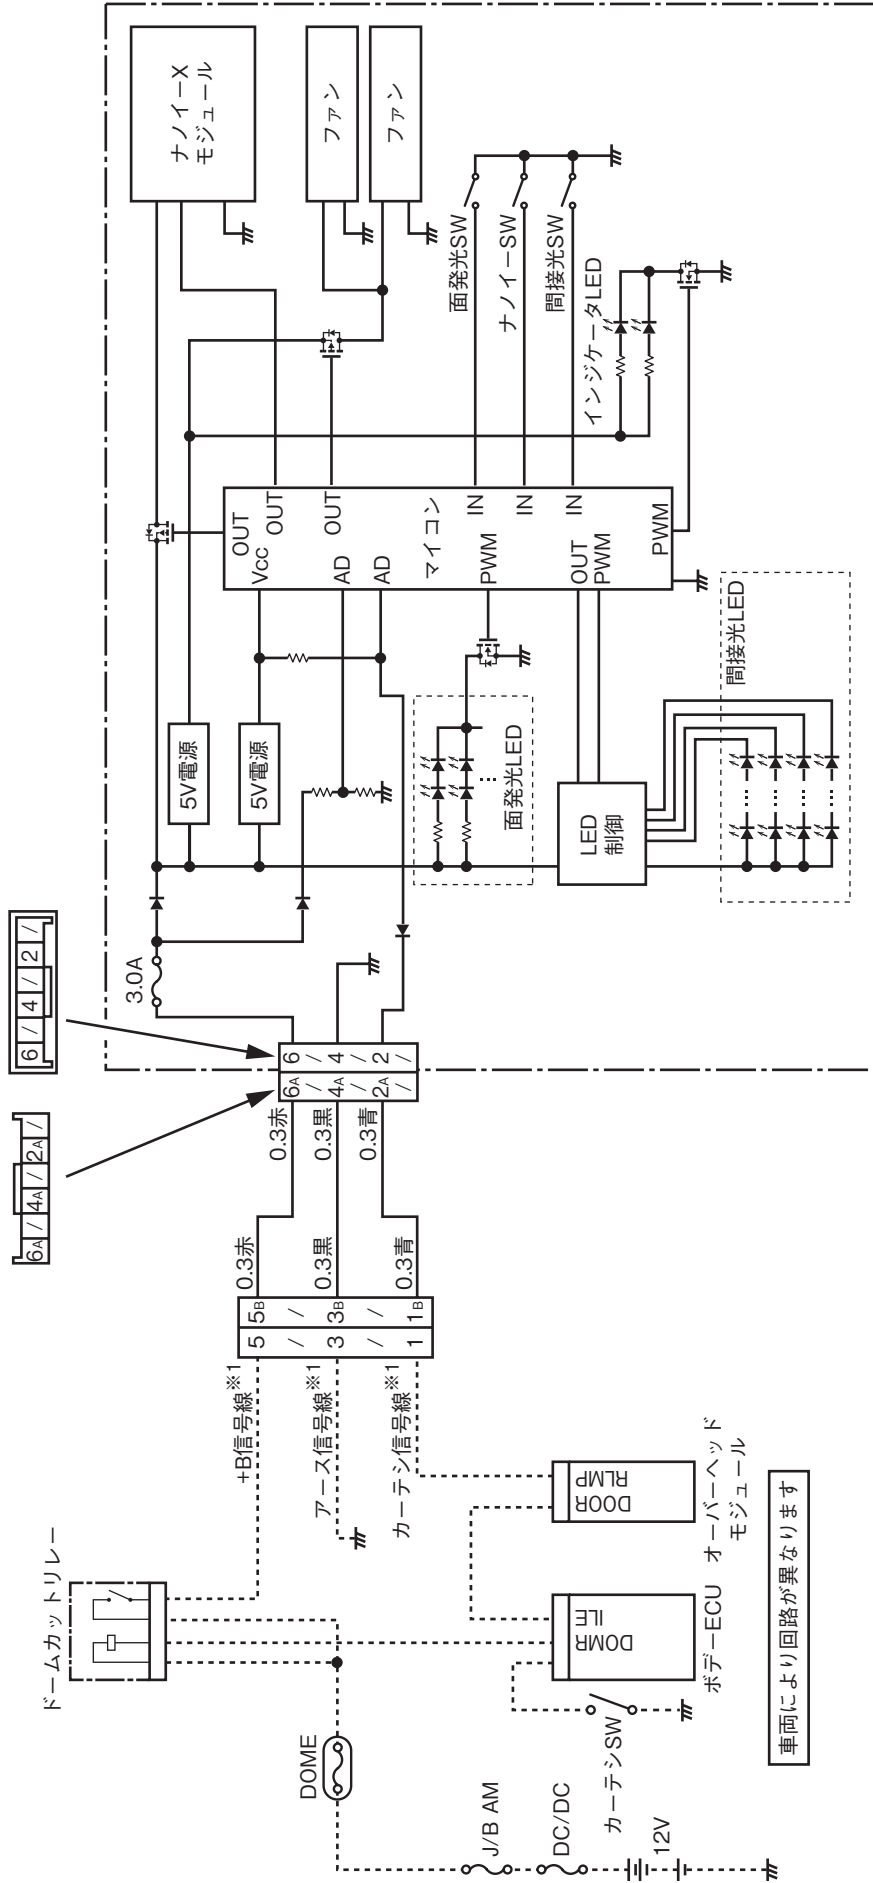 ナノイーX
モジュール
ファン
ファン
面発光SW
ナノイーSW
間接光SW
インジケータLED
OUT
OUT
OUT
Vcc
AD
AD
マイコン
IN
IN
IN
PWM
OUT
PWM
PWM
5V電源
5V電源
面発光LED
間接光LED
LED
制御
3.0A
6 / 4 / 2 /
6A / 4A / 2A /
6 / 4 / 2 /
6A / 4A / 2A /
0.3赤
0.3黒
0.3青
0.3赤
0.3黒
0.3青
5B / 3B / 1B
5 / 3 / 1
+B信号線※1
アース信号線※1
カーテシ信号線※1
ドームカットリレー
DOOR
RLMP
オーバーヘッド
モジュール
ILE
DOMR
ボデーECU
カーテシSW
DOME
J/B AM
DC/DC
12V
車両により回路が異なります